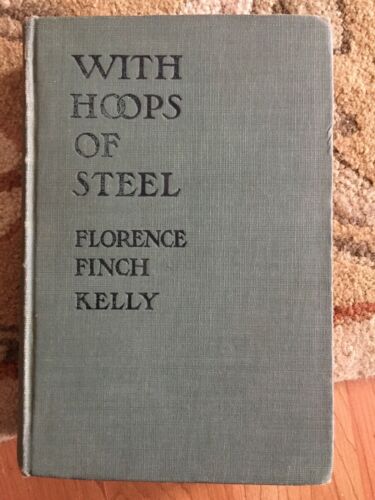 WITH
HOOPS
OF
STEEL
FLORENCE
FINCH
KELLY